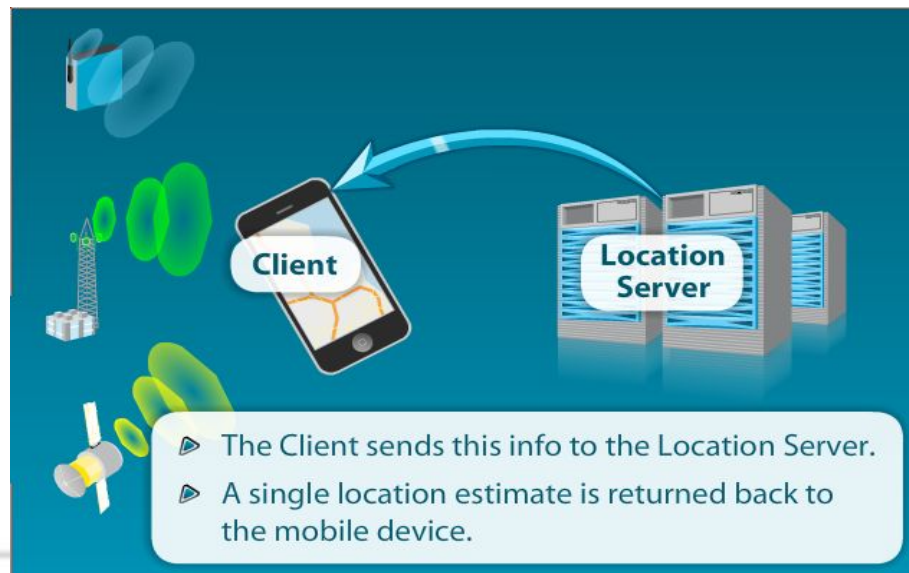 Client
Location
Server
The Client sends this info to the Location Server.
A single location estimate is returned back to
the mobile device.